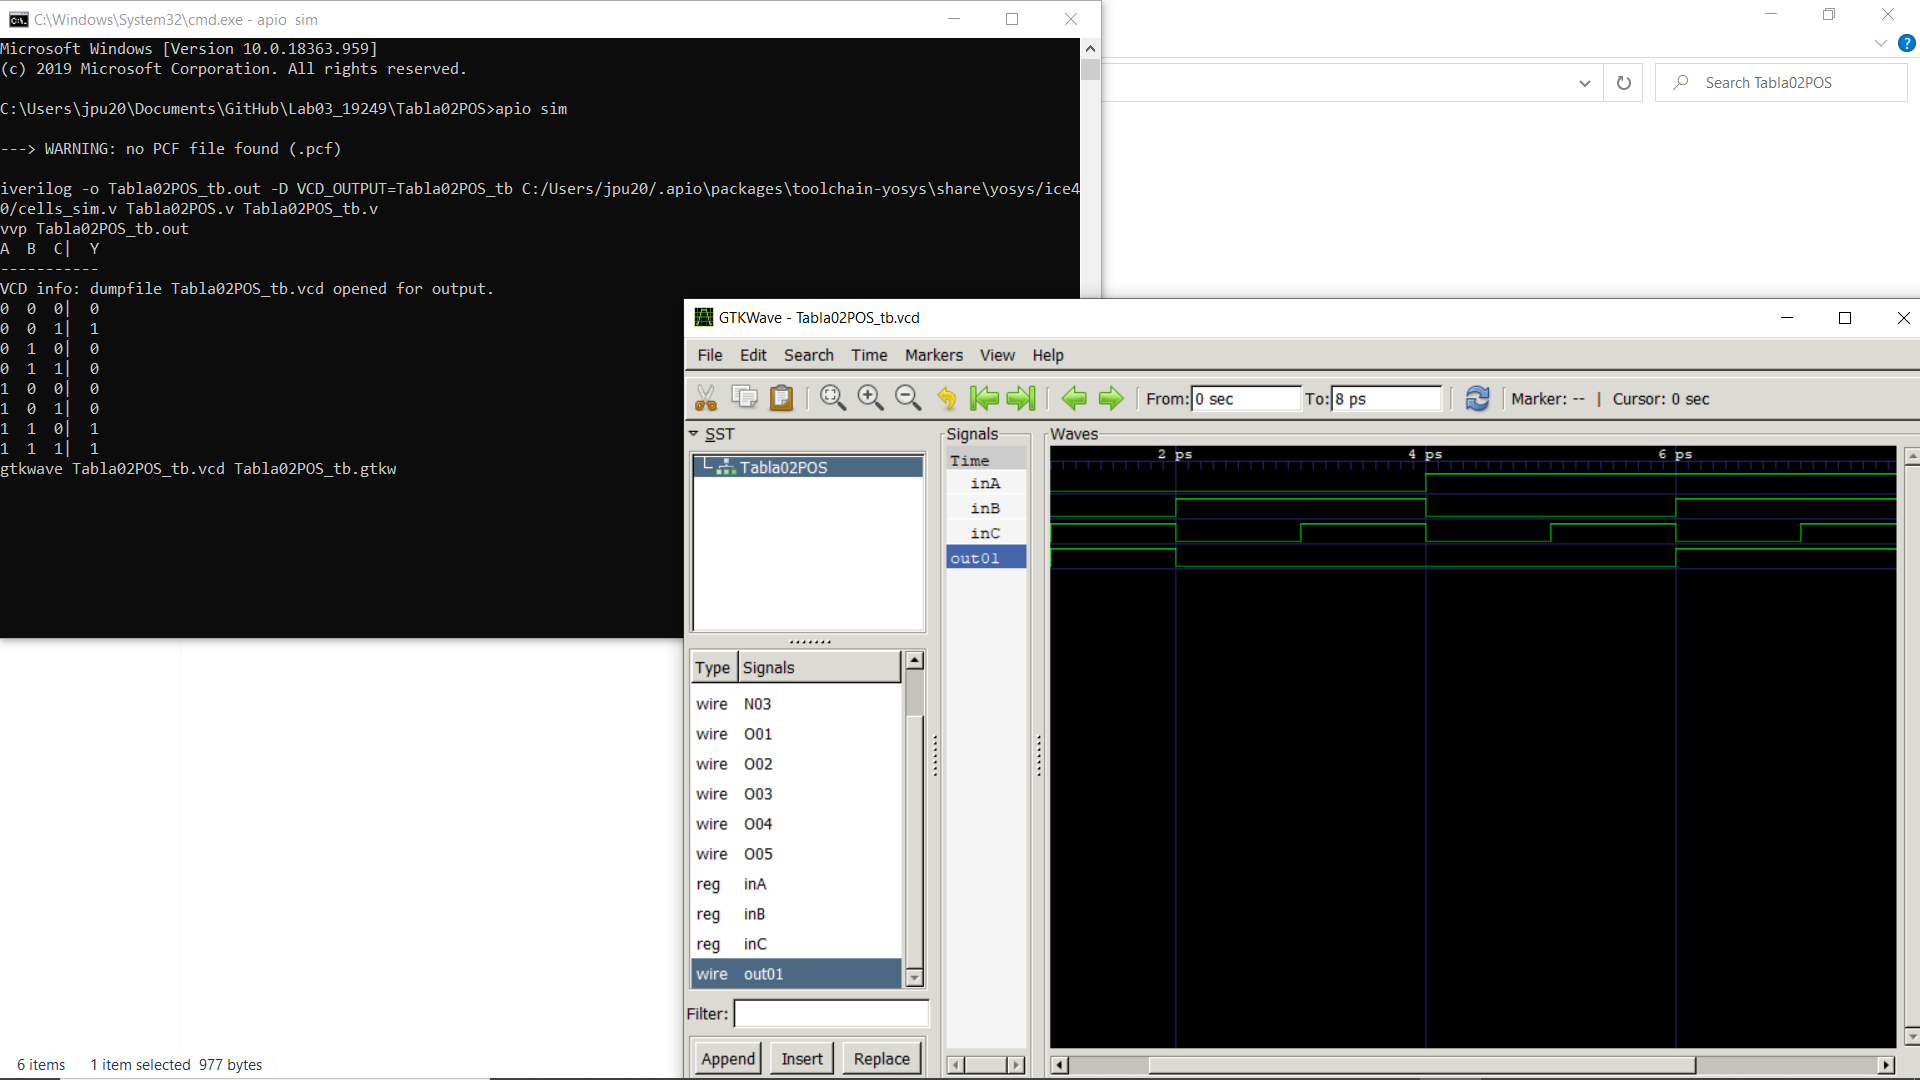 C:\Windows\System32\cmd.exe - apio  sim
Microsoft Windows [Version 10.0.18363.959]
(c) 2019 Microsoft Corporation. All rights reserved.
C:\Users\jpu20\Documents\GitHub\Lab03_19249\Tabla02POS>apio sim
---> WARNING: no PCF file found (.pcf)
iverilog -o Tabla02POS_tb.out -D VCD_OUTPUT=Tabla02POS_tb C:/Users/jpu20/.apio\packages\toolchain-yosys\share\yosys/ice4
0/cells_sim.v Tabla02POS.v Tabla02POS_tb.v
vvp Tabla02POS_tb.out
A  B  C|  Y
-----------
VCD info: dumpfile Tabla02POS_tb.vcd opened for output.
0  0  0|  0
0  0  1|  1
0  1  0|  0
0  1  1|  0
1  0  0|  0
1  0  1|  0
1  1  0|  1
1  1  1|  1
gtkwave Tabla02POS_tb.vcd Tabla02POS_tb.gtkw
Search Tabla02POS
GTKWave - Tabla02POS_tb.vcd
File Edit Search Time Markers View Help
From: 0 sec To: 8 ps Marker: -- | Cursor: 0 sec
SST
Tabla02POS
Type Signals
wire N03
wire O01
wire O02
wire O03
wire O04
wire O05
reg inA
reg inB
reg inC
wire out01
Filter:
Append Insert Replace
Signals
Time
inA
inB
inC
out01
Waves
2 ps 4 ps 6 ps
6 items 1 item selected 977 bytes